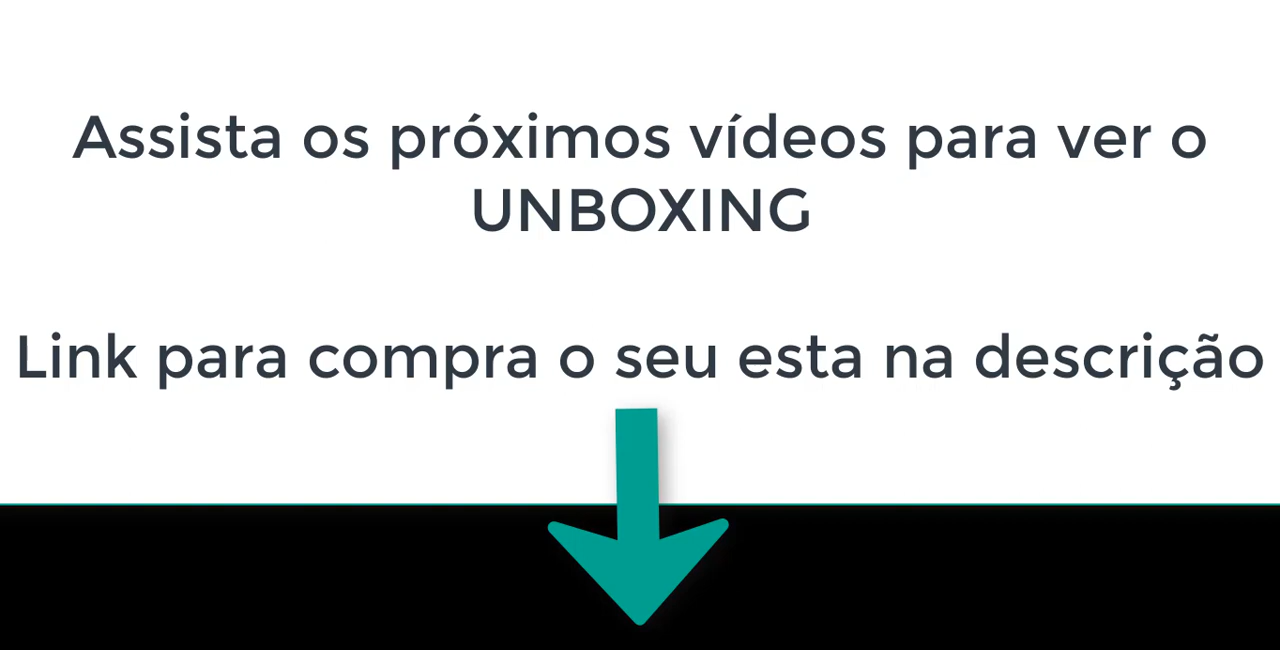 Assista os próximos vídeos para ver o
UNBOXING
Link para compra o seu esta na descrição